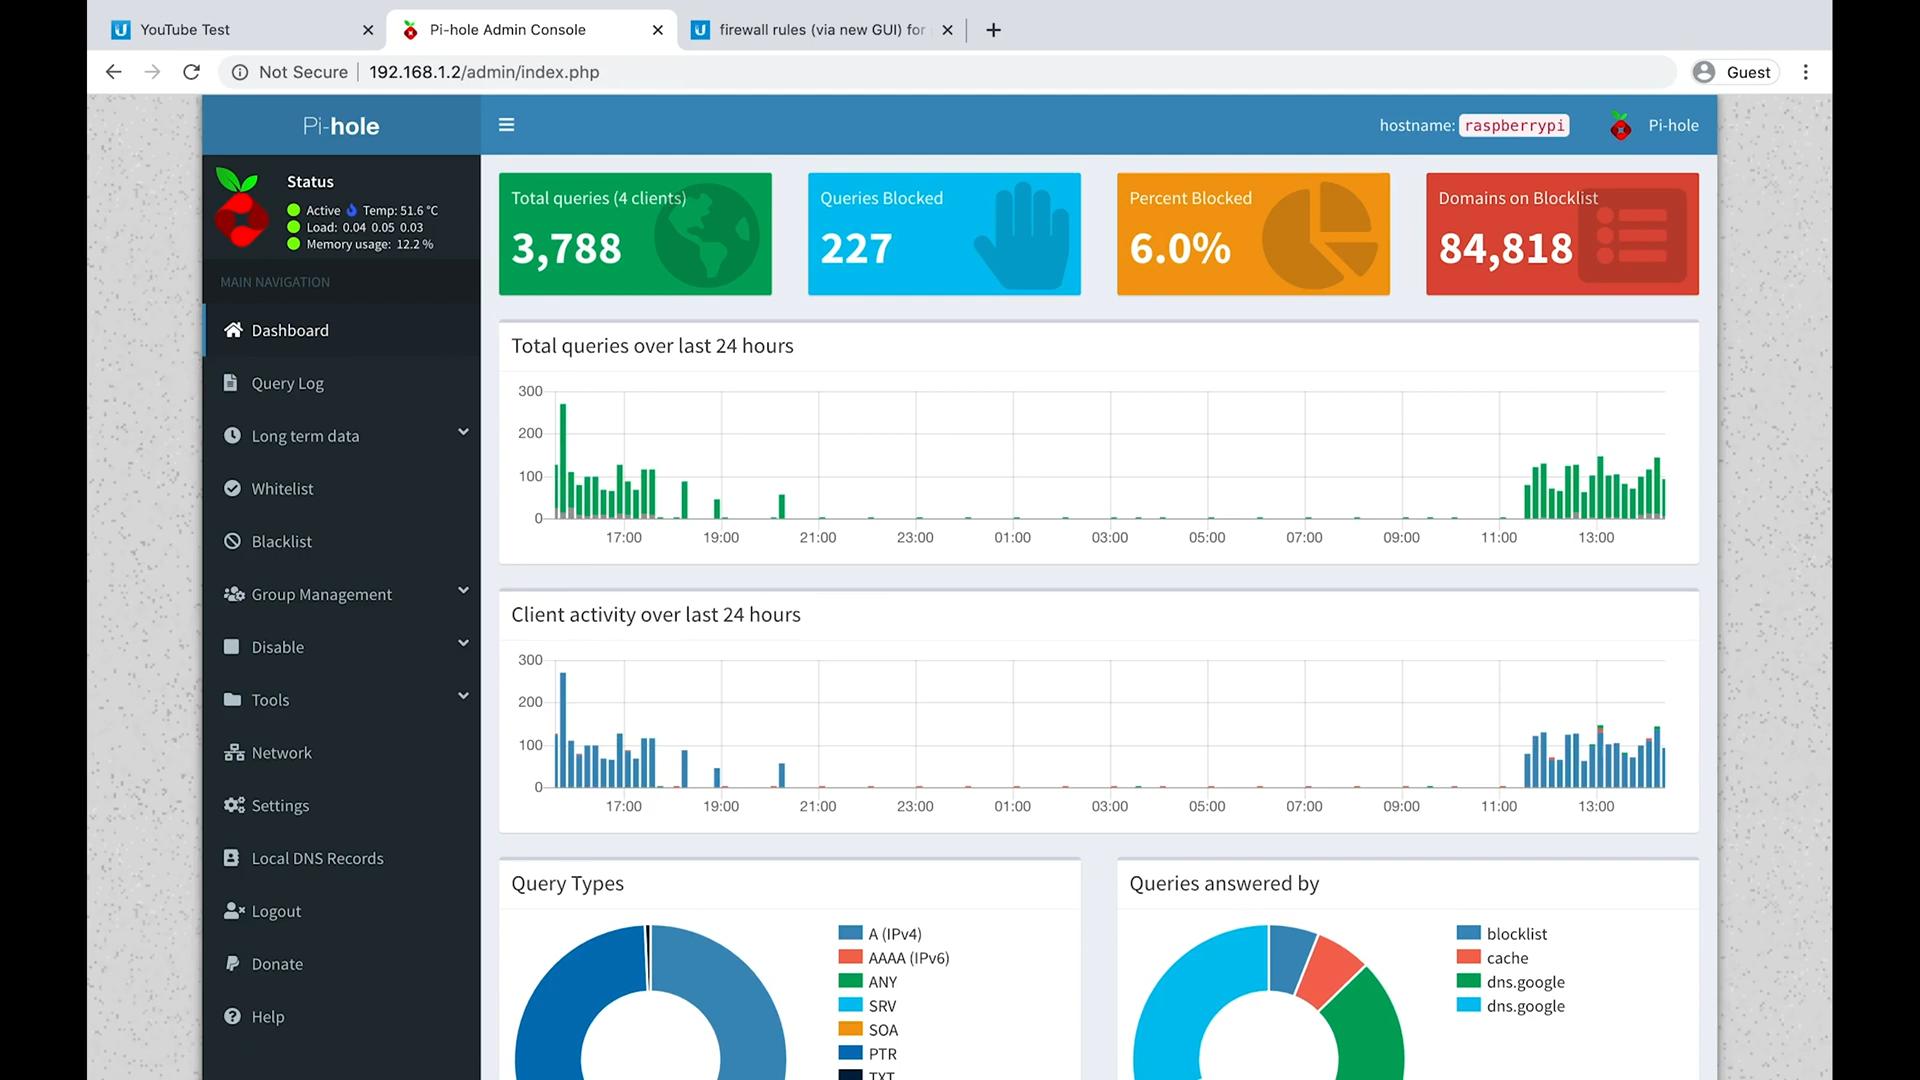 YouTube Test
Pi-hole Admin Console
firewall rules (via new GUI) for
Not Secure
192.168.1.2/admin/index.php
Guest
Pi-hole
hostname: raspberrypi
Pi-hole
Status
Active Temp: 51.6 °C
Load: 0.04 0.05 0.03
Memory usage: 12.2 %
MAIN NAVIGATION
Dashboard
Query Log
Long term data
Whitelist
Blacklist
Group Management
Disable
Tools
Network
Settings
Local DNS Records
Logout
Donate
Help
Total queries (4 clients)
3,788
Queries Blocked
227
Percent Blocked
6.0%
Domains on Blocklist
84,818
Total queries over last 24 hours
300
200
100
0
17:00 19:00 21:00 23:00 01:00 03:00 05:00 07:00 09:00 11:00 13:00
Client activity over last 24 hours
300
200
100
0
17:00 19:00 21:00 23:00 01:00 03:00 05:00 07:00 09:00 11:00 13:00
Query Types
A (IPv4)
AAAA (IPv6)
ANY
SRV
SOA
PTR
TXT
Queries answered by
blocklist
cache
dns.google
dns.google